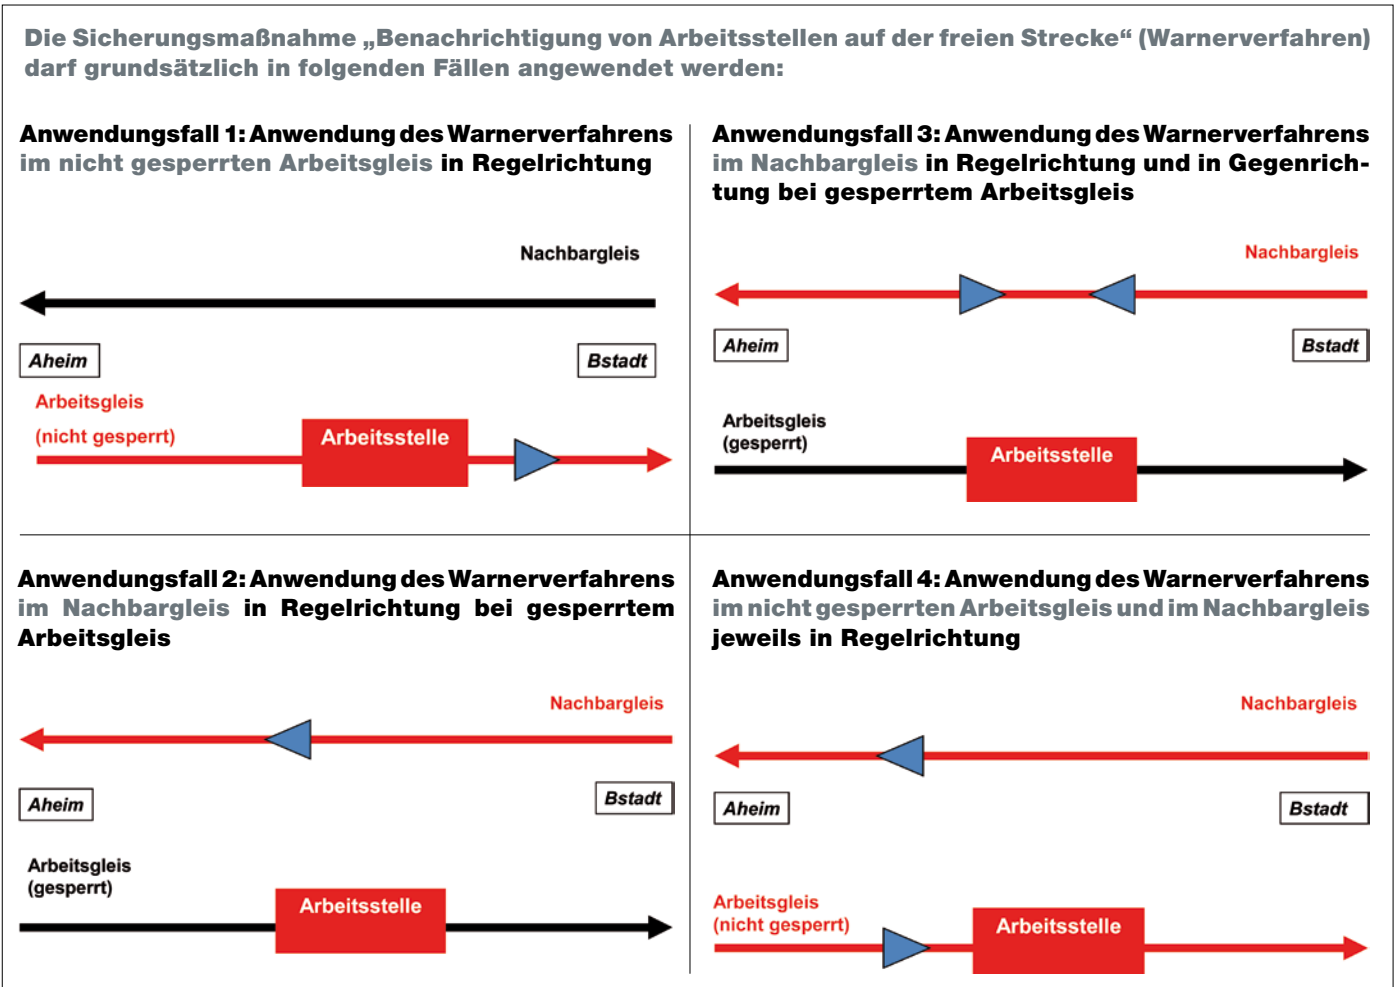 Die Sicherungsmaßnahme „Benachrichtigung von Arbeitsstellen auf der freien Strecke“ (Warnerverfahren)
darf grundsätzlich in folgenden Fällen angewendet werden:
Anwendungsfall 1: Anwendung des Warnerverfahrens
im nicht gesperrten Arbeitsgleis in Regelrichtung
Nachbargleis
Aheim
Bstadt
Arbeitsgleis
(nicht gesperrt)
Arbeitsstelle
Anwendungsfall 3: Anwendung des Warnerverfahrens
im Nachbargleis in Regelrichtung und in Gegenrich-
tung bei gesperrtem Arbeitsgleis
Nachbargleis
Aheim
Bstadt
Arbeitsgleis
(gesperrt)
Arbeitsstelle
Anwendungsfall 2: Anwendung des Warnerverfahrens
im Nachbargleis in Regelrichtung bei gesperrtem
Arbeitsgleis
Nachbargleis
Aheim
Bstadt
Arbeitsgleis
(gesperrt)
Arbeitsstelle
Anwendungsfall 4: Anwendung des Warnerverfahrens
im nicht gesperrten Arbeitsgleis und im Nachbargleis
jeweils in Regelrichtung
Nachbargleis
Aheim
Bstadt
Arbeitsgleis
(nicht gesperrt)
Arbeitsstelle